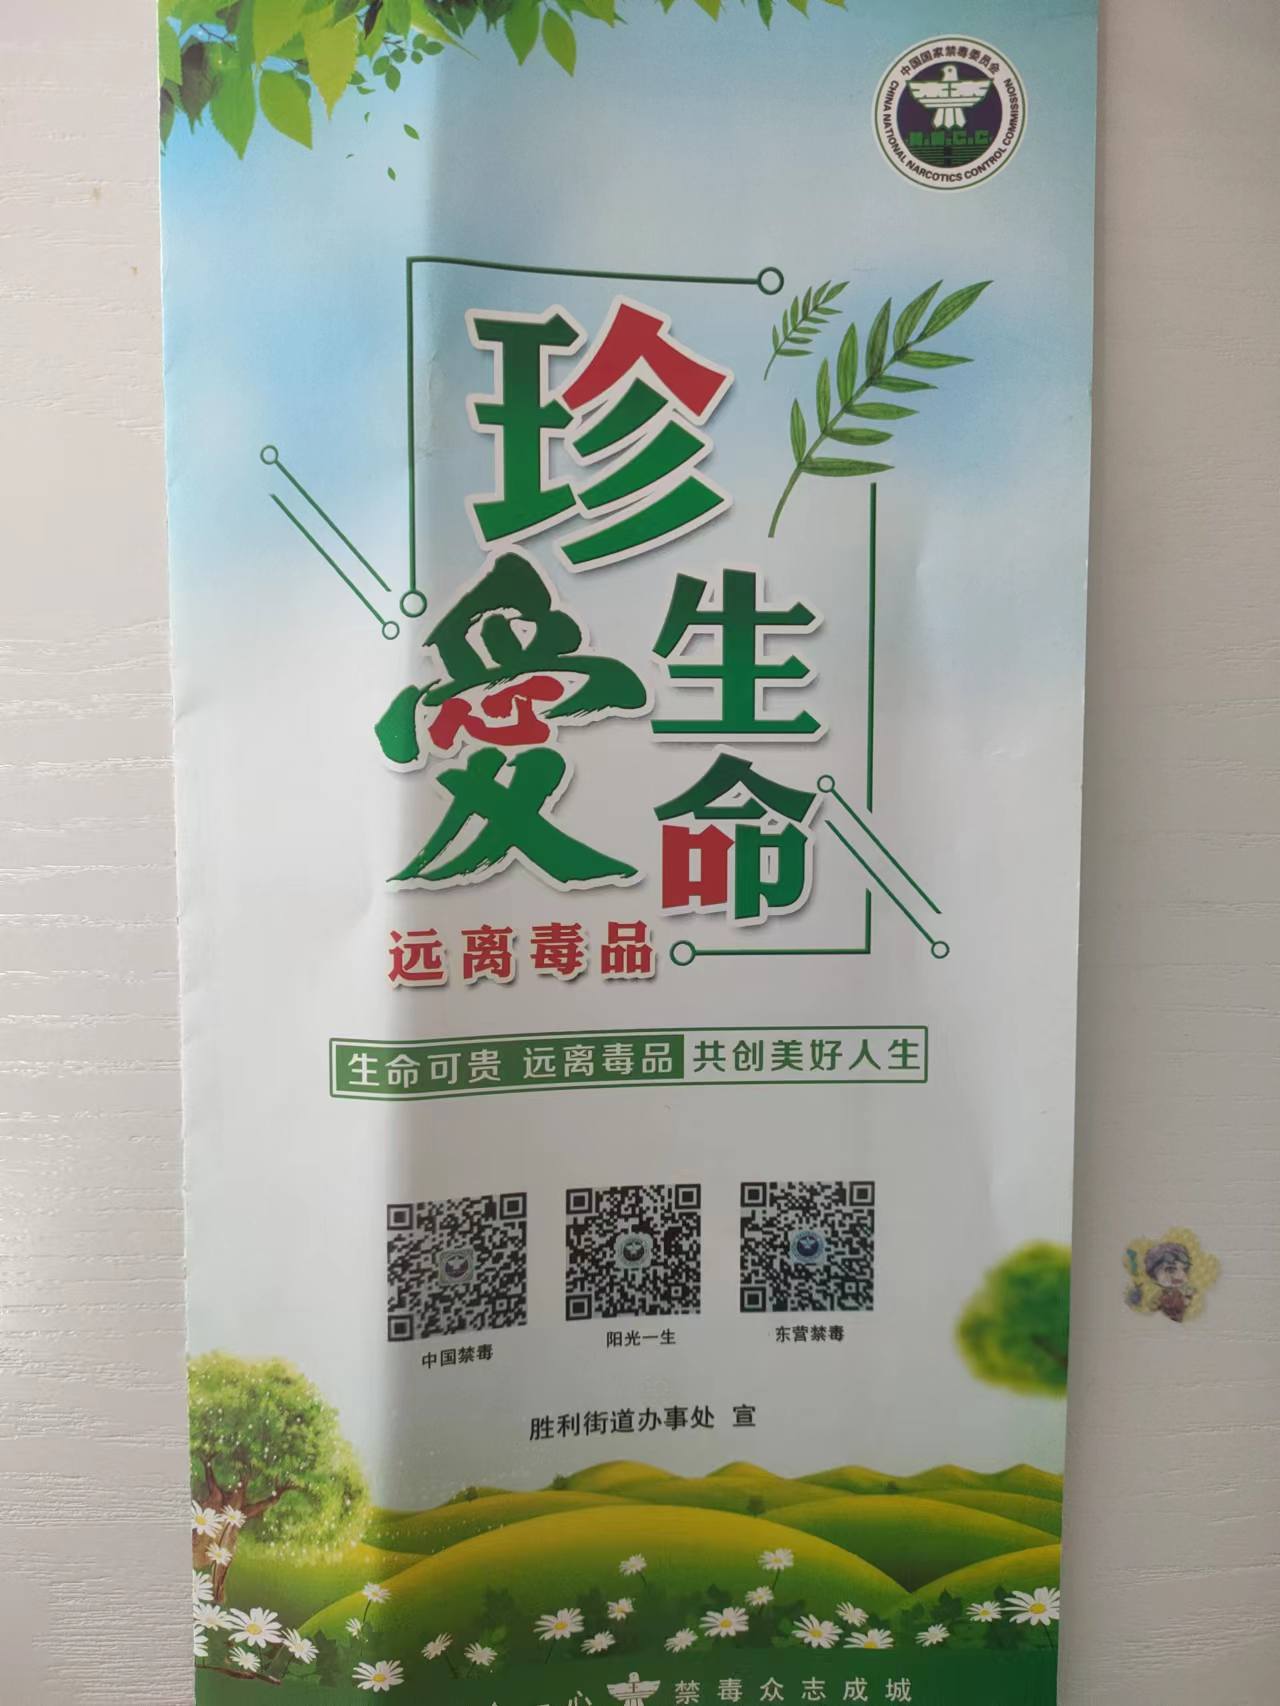 中国国家禁毒委员会
N.N.C.C
CHINA NATIONAL NARCOTICS CONTROL COMMISSION
珍愛生命
远离毒品
生命可贵 远离毒品 共创美好人生
中国禁毒
阳光一生
东营禁毒
胜利街道办事处 宣
心 禁毒众志成城